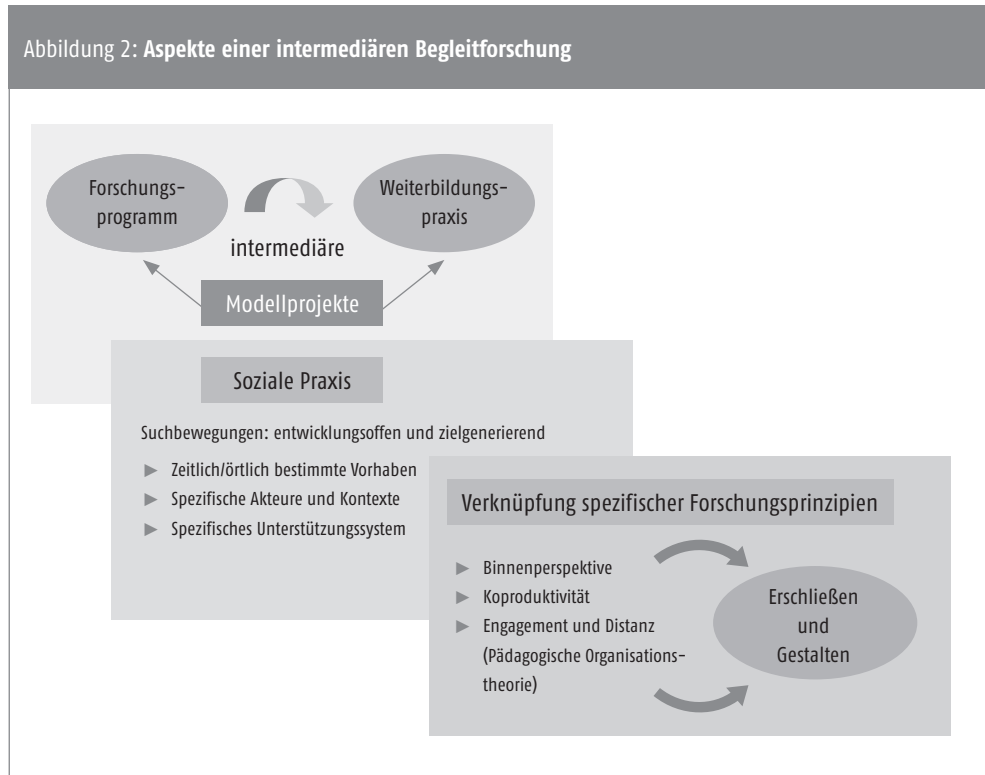 Abbildung 2: Aspekte einer intermediären Begleitforschung
Forschungs-
programm
Weiterbildungs-
praxis
intermediäre
Modellprojekte
Soziale Praxis
Suchbewegungen: entwicklungsoffen und zielgenerierend
► Zeitlich/örtlich bestimmte Vorhaben
► Spezifische Akteure und Kontexte
► Spezifisches Unterstützungssystem
Verknüpfung spezifischer Forschungsprinzipien
► Binnenperspektive
► Koproduktivität
► Engagement und Distanz
(Pädagogische Organisations-
theorie)
Erschließen
und
Gestalten